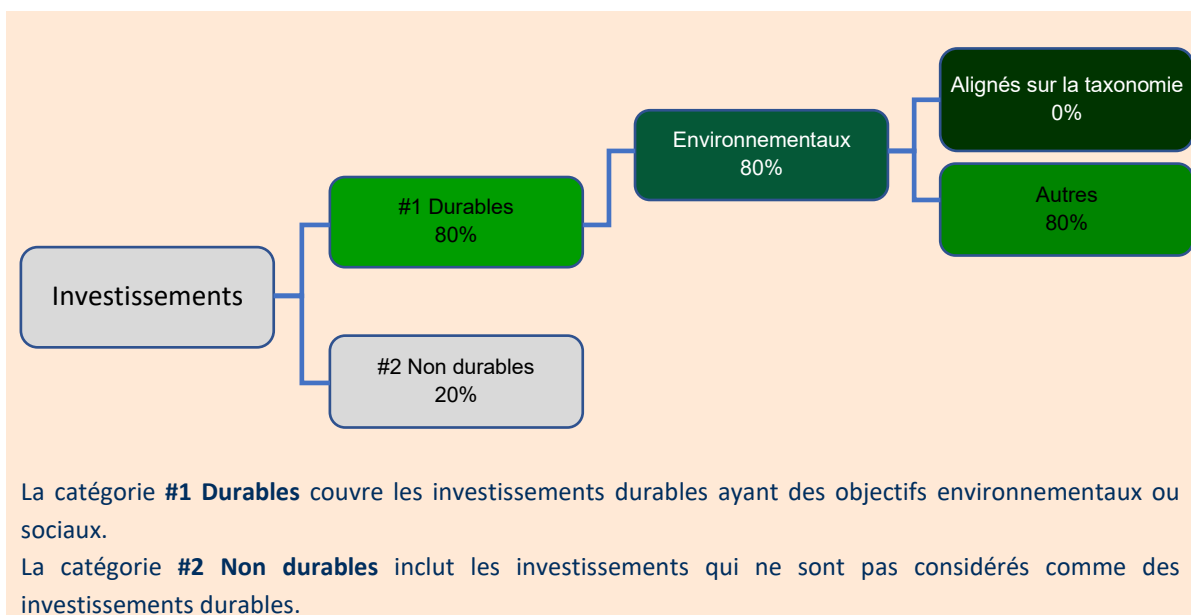 Alignés sur la taxonomie
0%
Environnementaux
80%
#1 Durables
80%
Autres
80%
Investissements
#2 Non durables
20%
La catégorie #1 Durables couvre les investissements durables ayant des objectifs environnementaux ou
sociaux.
La catégorie #2 Non durables inclut les investissements qui ne sont pas considérés comme des
investissements durables.